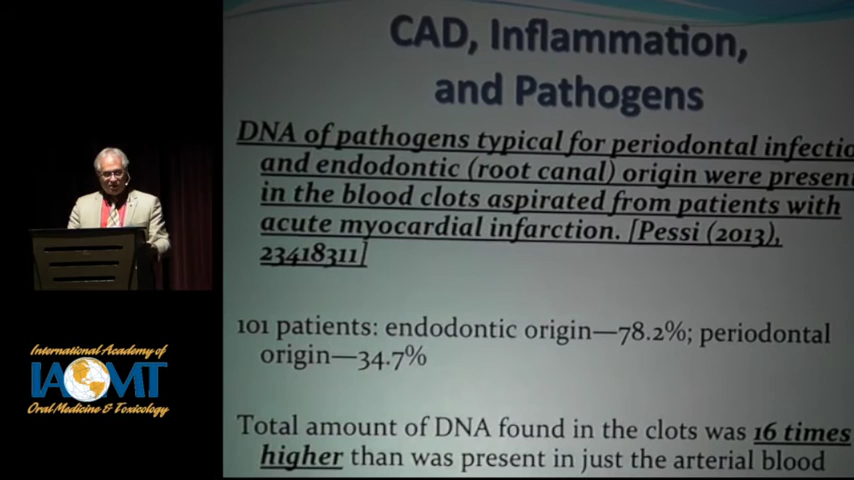 CAD, Inflammation,
and Pathogens
DNA of pathogens typical for periodontal infectio
and endodontic (root canal) origin were present
in the blood clots aspirated from patients with
acute myocardial infarction. [Pessi (2013),
23418311]
101 patients: endodontic origin—78.2%; periodontal
origin—34.7%
Total amount of DNA found in the clots was 16 times
higher than was present in just the arterial blood
International Academy of
IAOMT
Oral Medicine & Toxicology